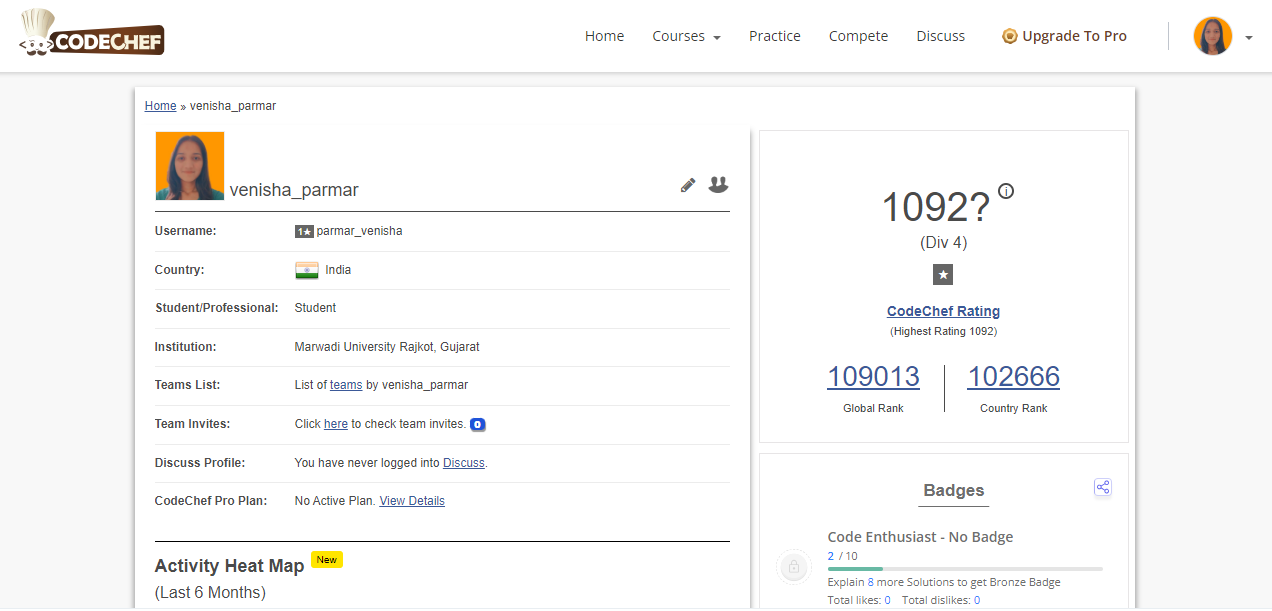 CODECHEF
Home Courses Practice Compete Discuss Upgrade To Pro
Home » venisha_parmar
venisha_parmar
Username: 1★ parmar_venisha
Country: India
Student/Professional: Student
Institution: Marwadi University Rajkot, Gujarat
Teams List: List of teams by venisha_parmar
Team Invites: Click here to check team invites. 0
Discuss Profile: You have never logged into Discuss.
CodeChef Pro Plan: No Active Plan. View Details
Activity Heat Map New
(Last 6 Months)
1092? i
(Div 4)
★
CodeChef Rating
(Highest Rating 1092)
109013 102666
Global Rank Country Rank
Badges
Code Enthusiast - No Badge
2 / 10
Explain 8 more Solutions to get Bronze Badge
Total likes: 0 Total dislikes: 0